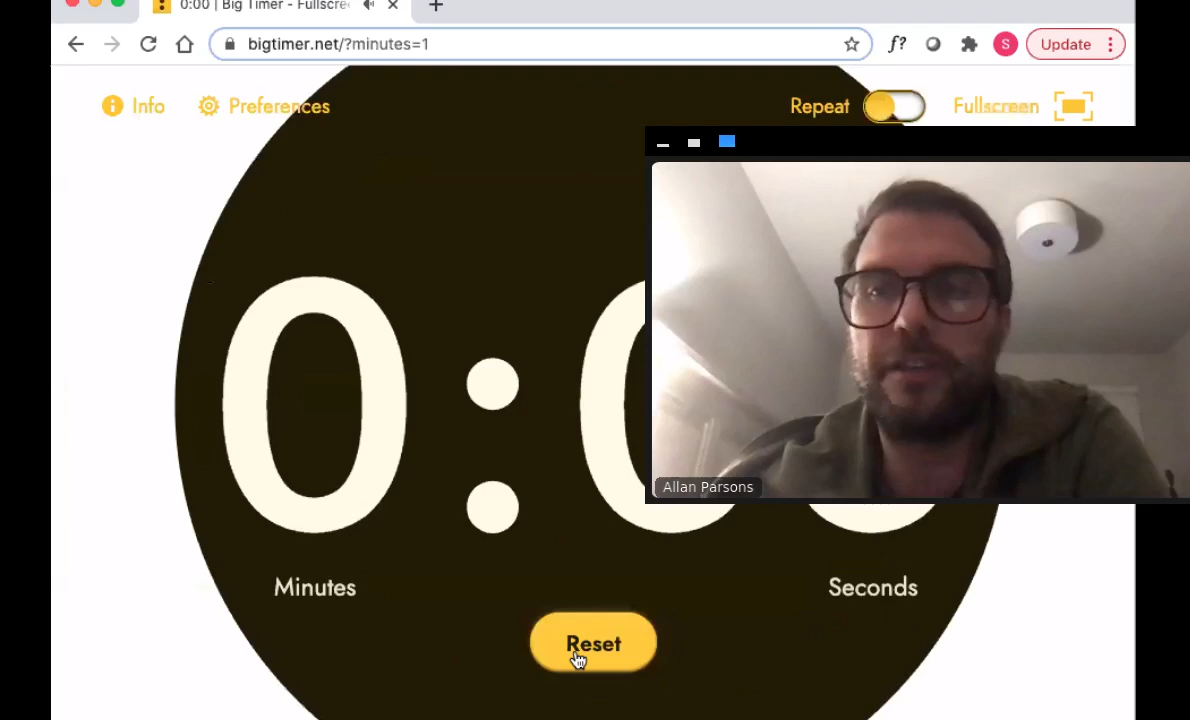 0:00 | Big Timer - Fullscre
bigtimer.net/?minutes=1
f?
S
Update
Info
Preferences
Repeat
Fullscreen
0:0
Allan Parsons
Minutes
Seconds
Reset